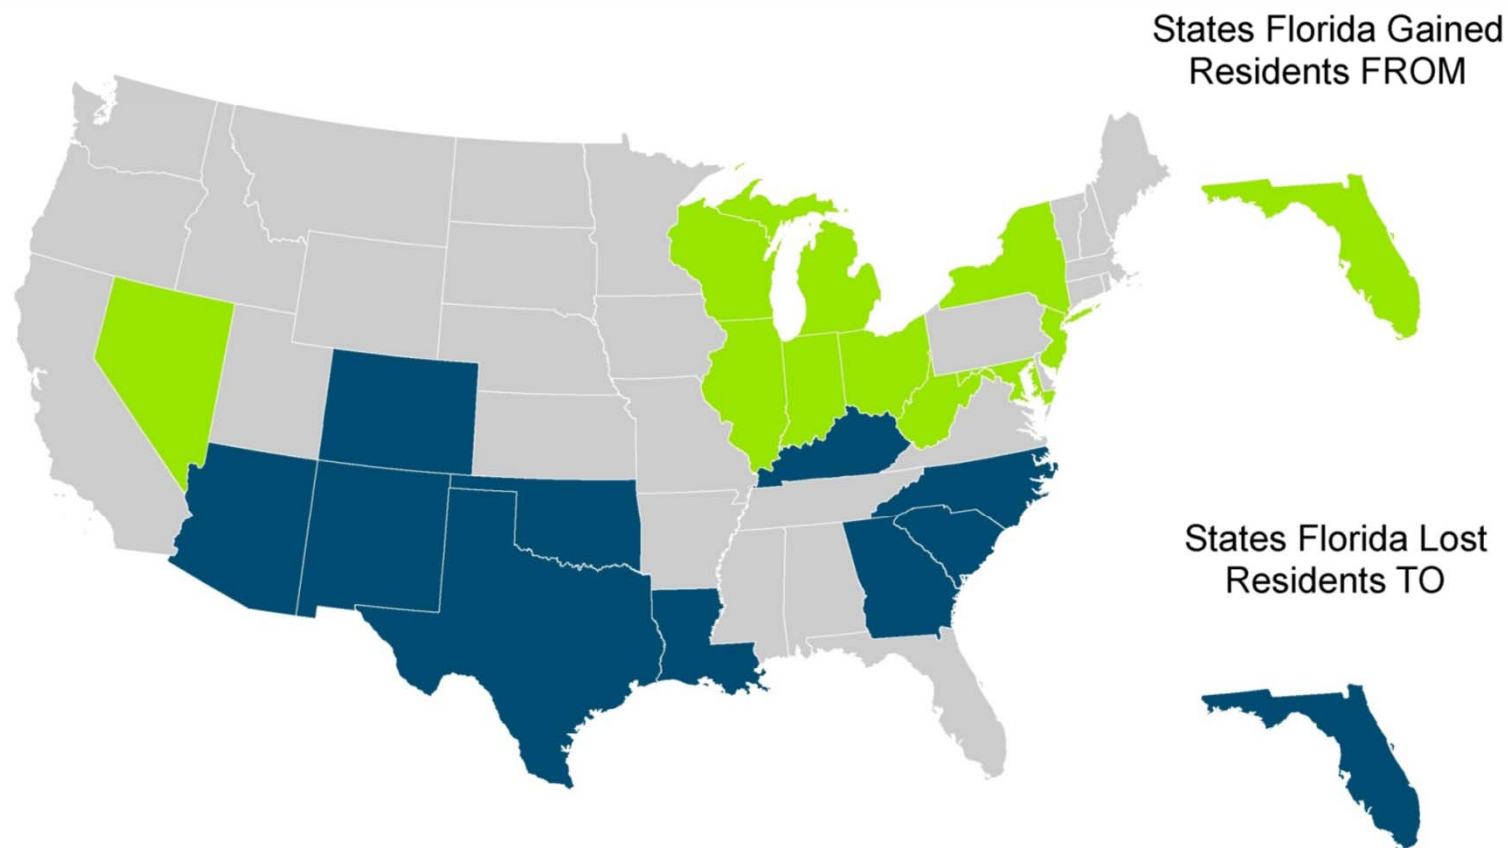 States Florida Gained
Residents FROM
States Florida Lost
Residents TO